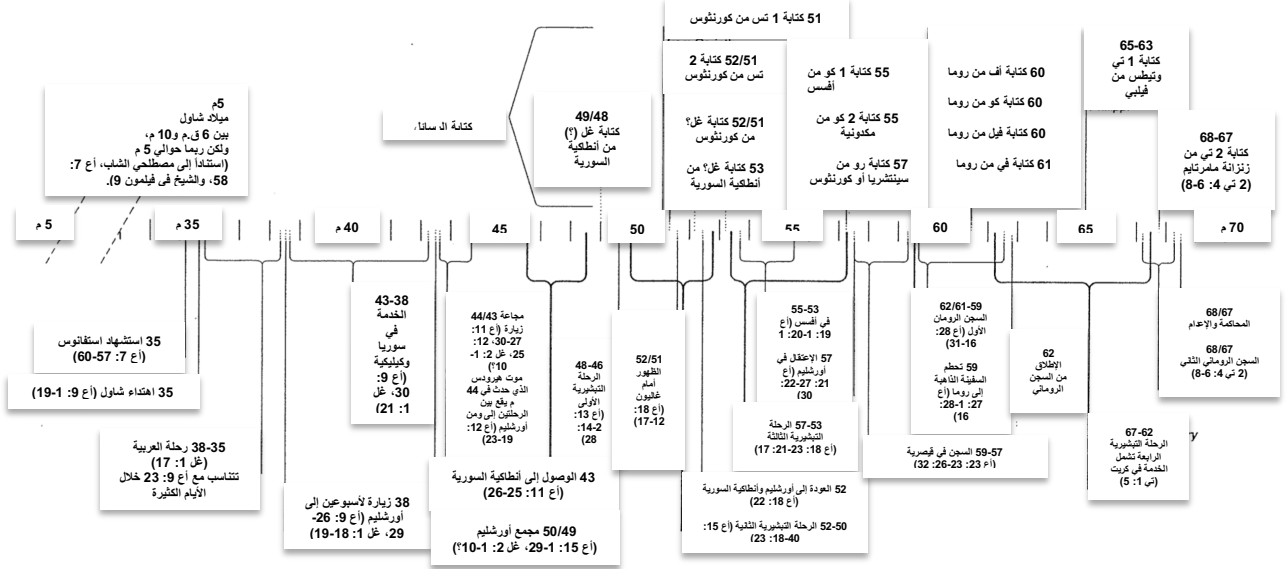 51 كتابة 1 تس من كورنثوس
5م
ميلاد شاول
بين 6 ق.م و10 م،
ولكن ربما حوالي 5 م
(استناداً إلى مصطلحي الشاب، أع 7:
58، والشيخ في فيلمون 9).
كتابة الرسائل
49/48
كتابة غل (؟)
من أنطاكية
السورية
52/51 كتابة 2
تس من كورنثوس
52/51 كتابة غل؟
من كورنثوس
53 كتابة غل؟ من
أنطاكية السورية
55 كتابة 1 كو من
أفسس
55 كتابة 2 كو من
مكدونية
57 كتابة رو من
سينتشريا أو كورنثوس
60 كتابة أف من روما
60 كتابة كو من روما
60 كتابة فيل من روما
61 كتابة في من روما
65-63
كتابة 1 تي
وتيطس من
فيلبي
68-67
كتابة 2 تي من
زنزانة مامرتايم
(2 تي 4: 6-8)
5 م
35 م
40 م
45
50
55
60
65
70 م
35 استشهاد استفانوس
(أع 7: 57-60)
35 اهتداء شاول (أع 9: 1-19)
38-35 رحلة العربية
(غل 1: 17)
تتناسب مع أع 9: 23 خلال
الأيام الكثيرة
38 زيارة لأسبوعين إلى
أورشليم (أع 9: 26-
29، غل 1: 18-19)
43-38
الخدمة
في
سوريا
وكيليكية
(أع 9:
30، غل
1: 21)
44/43 مجاعة
زيارة (أع 11:
27-30، 12:
25، غل 2: 1-
10؟)
موت هيرودس
الذي حدث في 44
م يقع بين
الرحلتين إلى ومن
أورشليم (أع 12:
19-23)
43 الوصول إلى أنطاكية السورية
(أع 11: 25-26)
50/49 مجمع أورشليم
(أع 15: 1-29، غل 2: 1-10؟)
48-46
الرحلة
التبشيرية
الأولى
(أع 13:
2-14:
28)
52/51
الظهور
أمام
غاليون
(أع 18:
12-17)
52 العودة إلى أورشليم وأنطاكية السورية
(أع 18: 22)
52-50 الرحلة التبشيرية الثانية (أع 15:
40-18: 23)
55-53
في أفسس (أع
19: 1-20: 1
57 الإعتقال في
أورشليم (أع
21: 27-22:
30)
57-53 الرحلة
التبشيرية الثالثة
(أع 18: 23-21: 17)
59-57 السجن في قيصرية
(أع 23: 23-26: 32)
62/61-59
السجن الرومان
الأول (أع 28:
16-31)
59 تحطم
السفينة الذاهبة
إلى روما (أع
27: 1-28:
16)
62
الإطلاق
من السجن
الروماني
67-62
الرحلة التبشيرية
الرابعة تشمل
الخدمة في كريت
(تي 1: 5)
68/67
المحاكمة والإعدام
68/67
السجن الروماني الثاني
(2 تي 4: 6-8)
ry